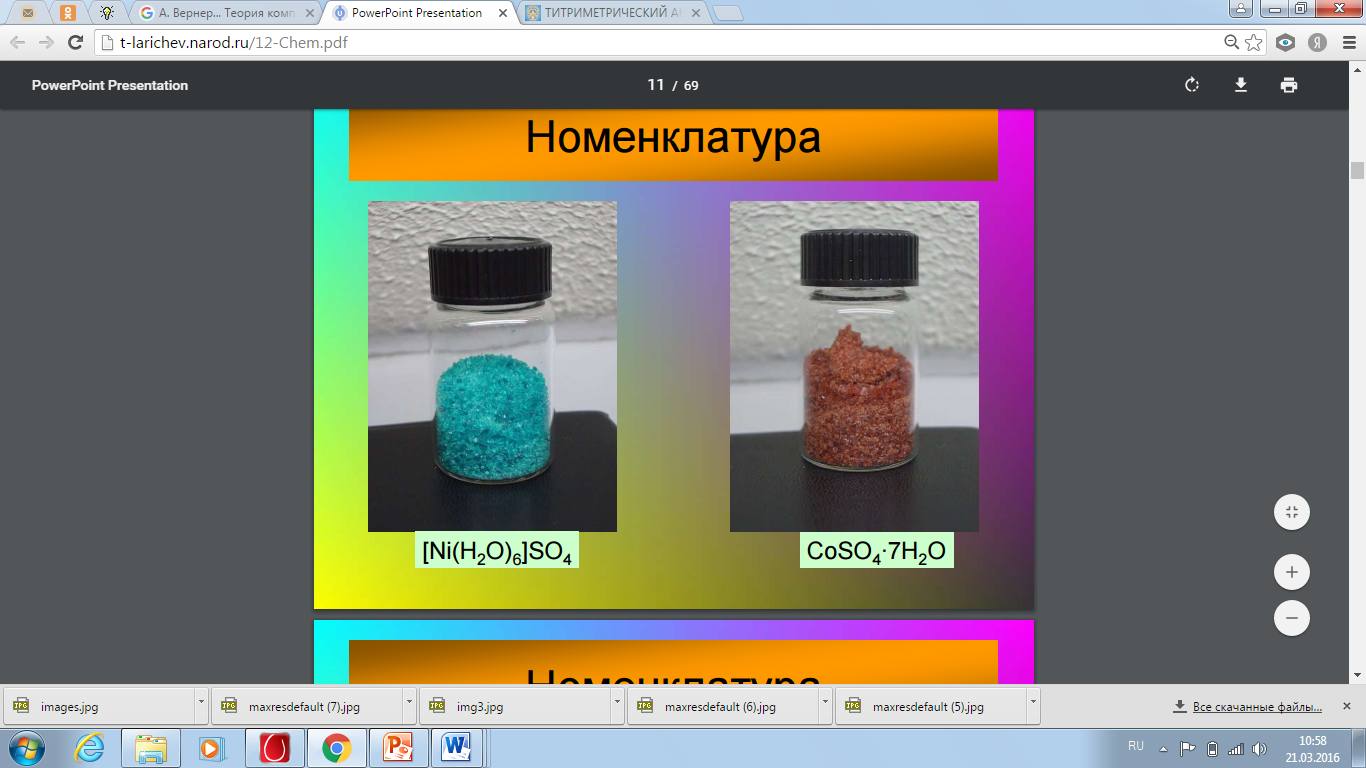 А. Вернер... Теория комп
PowerPoint Presentation
ТИТРИМЕТРИЧЕСКИЙ АН
t-larichev.narod.ru/12-Chem.pdf
PowerPoint Presentation
11 / 69
Номенклатура
[Ni(H₂O)₆]SO₄
CoSO₄·7H₂O
Номенклатура
images.jpg
maxresdefault (7).jpg
img3.jpg
maxresdefault (6).jpg
maxresdefault (5).jpg
Все скачанные файлы...
RU
10:58
21.03.2016